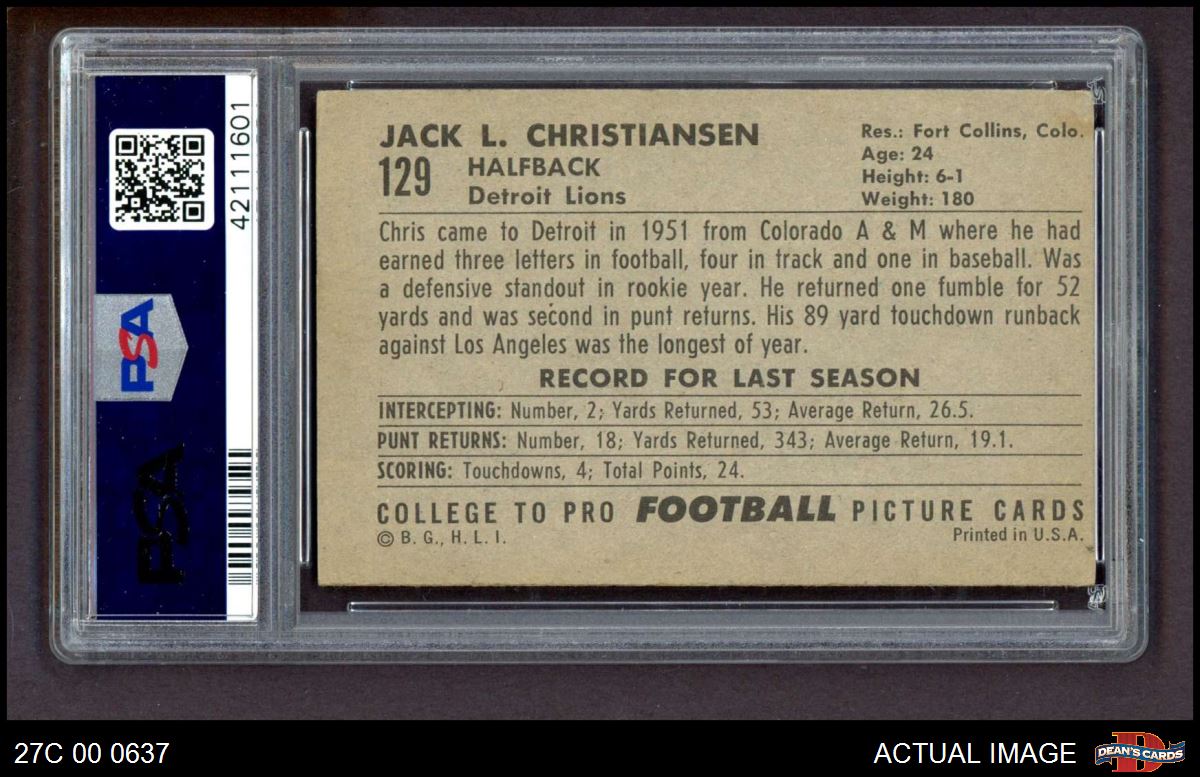 42111601
PSA
PSA
JACK L. CHRISTIANSEN
129
HALFBACK
Detroit Lions
Res.: Fort Collins, Colo.
Age: 24
Height: 6-1
Weight: 180
Chris came to Detroit in 1951 from Colorado A & M where he had
earned three letters in football, four in track and one in baseball. Was
a defensive standout in rookie year. He returned one fumble for 52
yards and was second in punt returns. His 89 yard touchdown runback
against Los Angeles was the longest of year.
RECORD FOR LAST SEASON
INTERCEPTING: Number, 2; Yards Returned, 53; Average Return, 26.5.
PUNT RETURNS: Number, 18; Yards Returned, 343; Average Return, 19.1.
SCORING: Touchdowns, 4; Total Points, 24.
COLLEGE TO PRO FOOTBALL PICTURE CARDS
© B. G., H. L. I.
Printed in U.S.A.
27C 00 0637
ACTUAL IMAGE
DEAN'S CARDS